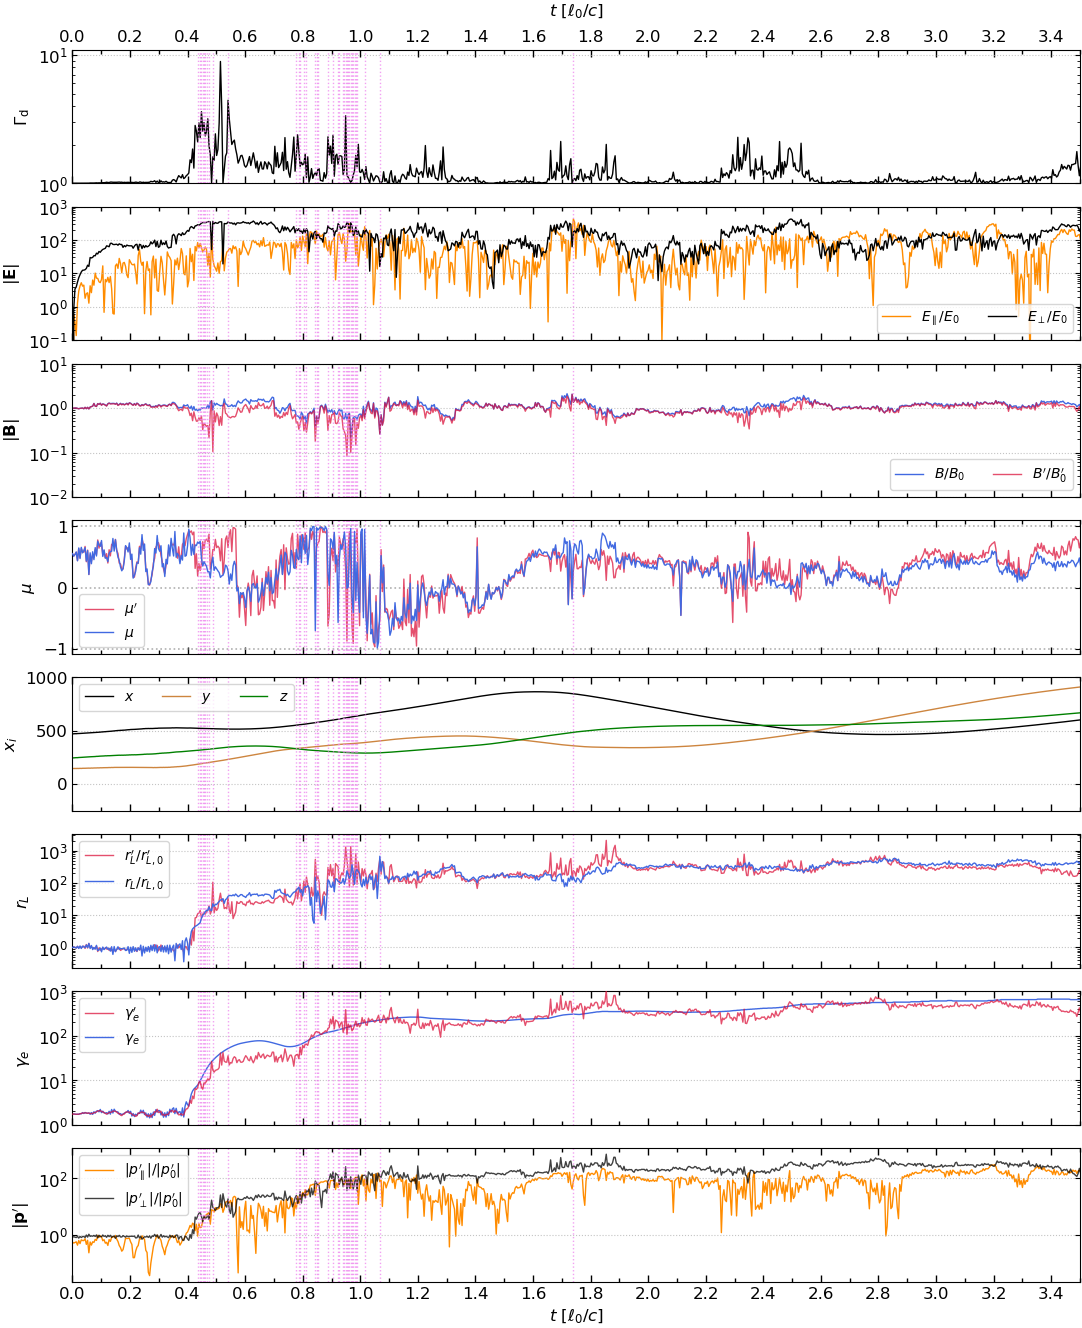 t [ℓ₀/c]
0.0 0.2 0.4 0.6 0.8 1.0 1.2 1.4 1.6 1.8 2.0 2.2 2.4 2.6 2.8 3.0 3.2 3.4
10¹
Γ_d
10⁰
10³
10²
|E|
10¹
10⁰
10⁻¹
E_∥/E₀ E_⊥/E₀
10¹
10⁰
|B|
10⁻¹
10⁻²
B/B₀ B′/B′₀
1
0
μ
−1
μ′
μ
1000
500
x_i
0
x y z
10³
10²
r_L
10¹
10⁰
r′_L/r′_{L,0}
r_L/r_{L,0}
10³
10²
γ_e
10¹
10⁰
γ′_e
γ_e
10²
|p′|
10⁰
|p′_∥|/|p′₀|
|p′_⊥|/|p′₀|
0.0 0.2 0.4 0.6 0.8 1.0 1.2 1.4 1.6 1.8 2.0 2.2 2.4 2.6 2.8 3.0 3.2 3.4
t [ℓ₀/c]